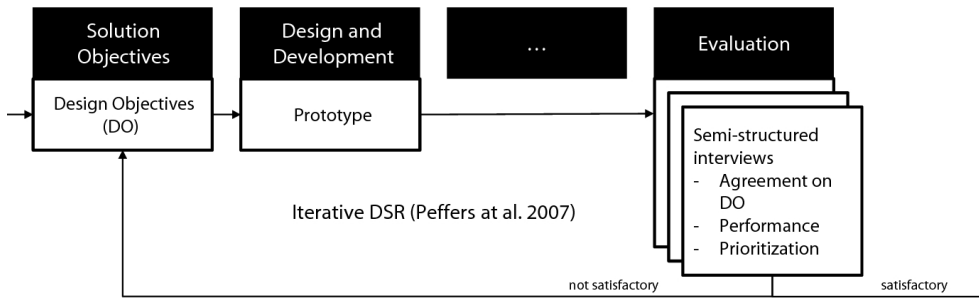 Solution
Objectives
Design and
Development
...
Evaluation
Design Objectives
(DO)
Prototype
Semi-structured
interviews
- Agreement on
DO
- Performance
- Prioritization
Iterative DSR (Peffers at al. 2007)
not satisfactory
satisfactory